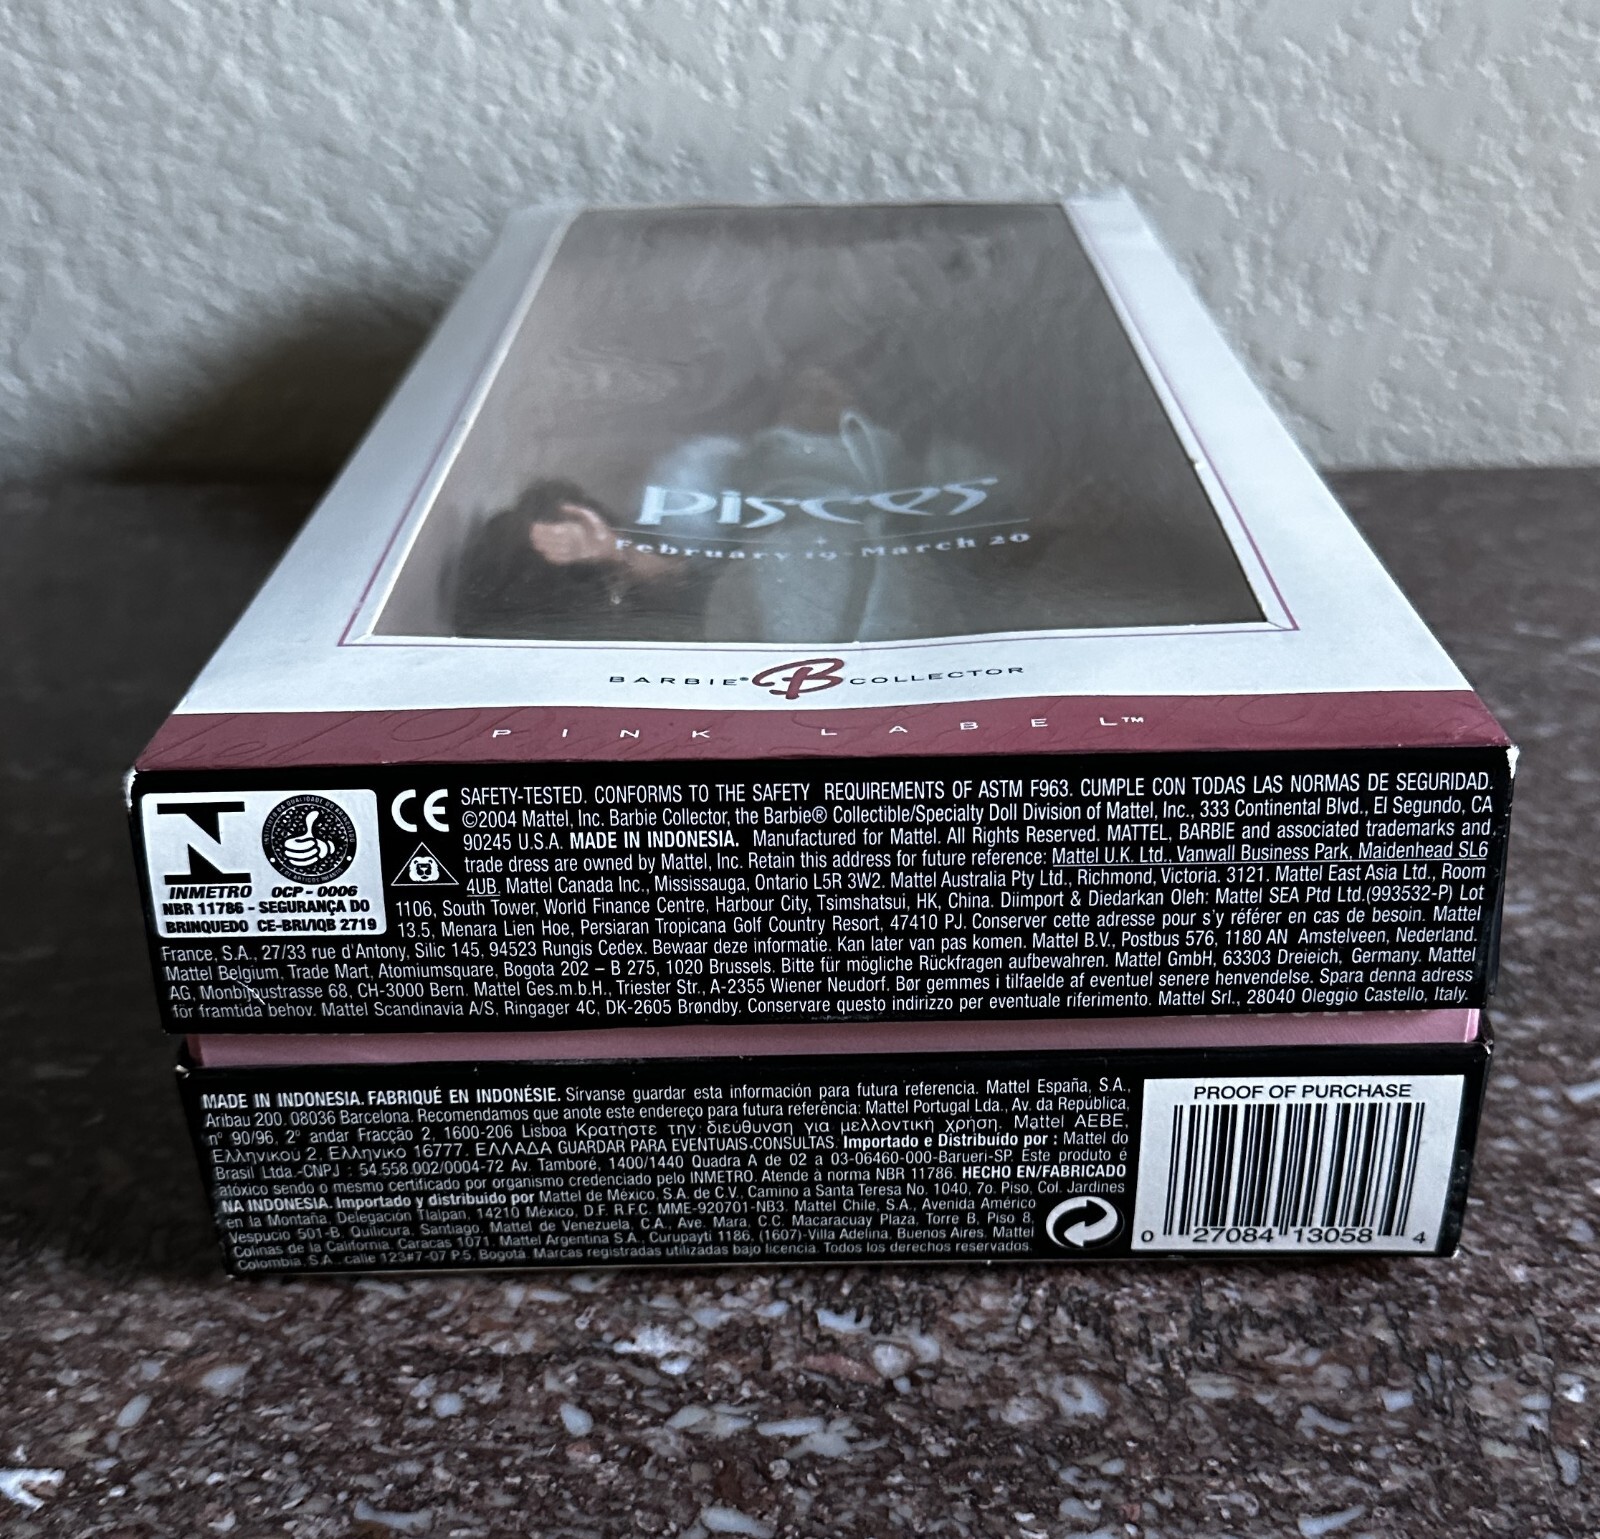 Pisces
February 19 - March 20
BARBIE® B COLLECTOR
PINK LABEL™
INMETRO OCP - 0006
NBR 11786 - SEGURANÇA DO
BRINQUEDO CE-BRI/IQB 2719
CE SAFETY-TESTED. CONFORMS TO THE SAFETY REQUIREMENTS OF ASTM F963. CUMPLE CON TODAS LAS NORMAS DE SEGURIDAD.
©2004 Mattel, Inc. Barbie Collector, the Barbie® Collectible/Specialty Doll Division of Mattel, Inc., 333 Continental Blvd., El Segundo, CA
90245 U.S.A. MADE IN INDONESIA. Manufactured for Mattel. All Rights Reserved. MATTEL, BARBIE and associated trademarks and
trade dress are owned by Mattel, Inc. Retain this address for future reference: Mattel U.K. Ltd., Vanwall Business Park, Maidenhead SL6
4UB. Mattel Canada Inc., Mississauga, Ontario L5R 3W2. Mattel Australia Pty Ltd., Richmond, Victoria. 3121. Mattel East Asia Ltd., Room
1106, South Tower, World Finance Centre, Harbour City, Tsimshatsui, HK, China. Diimport & Diedarkan Oleh: Mattel SEA Ptd Ltd.(993532-P) Lot
13.5, Menara Lien Hoe, Persiaran Tropicana Golf Country Resort, 47410 PJ. Conserver cette adresse pour s'y référer en cas de besoin. Mattel
France, S.A., 27/33 rue d'Antony, Silic 145, 94523 Rungis Cedex. Bewaar deze informatie. Kan later van pas komen. Mattel B.V., Postbus 576, 1180 AN Amstelveen, Nederland.
Mattel Belgium, Trade Mart, Atomiumsquare, Bogota 202 – B 275, 1020 Brussels. Bitte für mögliche Rückfragen aufbewahren. Mattel GmbH, 63303 Dreieich, Germany. Mattel
AG, Monbijoustrasse 68, CH-3000 Bern. Mattel Ges.m.b.H., Triester Str., A-2355 Wiener Neudorf. Bør gemmes i tilfaelde af eventuel senere henvendelse. Spara denna adress
för framtida behov. Mattel Scandinavia A/S, Ringager 4C, DK-2605 Brøndby. Conservare questo indirizzo per eventuale riferimento. Mattel Srl., 28040 Oleggio Castello, Italy.
MADE IN INDONESIA. FABRIQUÉ EN INDONÉSIE. Sírvanse guardar esta información para futura referencia. Mattel España, S.A.,
Aribau 200. 08036 Barcelona. Recomendamos que anote este endereço para futura referência: Mattel Portugal Lda., Av. da República,
nº 90/96, 2º andar Fracção 2, 1600-206 Lisboa Κρατήστε την διεύθυνση για μελλοντική χρήση. Mattel AEBE,
Ελληνικού 2, Ελληνικό 16777, ΕΛΛΑΔΑ GUARDAR PARA EVENTUAIS CONSULTAS. Importado e Distribuído por : Mattel do
Brasil Ltda.-CNPJ : 54.558.002/0004-72 Av. Tamboré, 1400/1440 Quadra A de 02 a 03-06460-000-Barueri-SP. Este produto é
atóxico sendo o mesmo certificado por organismo credenciado pelo INMETRO. Atende à norma NBR 11786. HECHO EN/FABRICADO
NA INDONESIA. Importado y distribuido por Mattel de México, S.A. de C.V., Camino a Santa Teresa No. 1040, 7o. Piso, Col. Jardines
en la Montaña, Delegación Tlalpan, 14210 México, D.F. R.F.C. MME-920701-NB3. Mattel Chile, S.A., Avenida Américo
Vespucio 501-B, Quilicura, Santiago. Mattel de Venezuela, C.A., Ave. Mara, C.C. Macaracuay Plaza, Torre B, Piso 8,
Colinas de la California, Caracas 1071. Mattel Argentina S.A., Curupayti 1186, (1607)-Villa Adelina, Buenos Aires. Mattel
Colombia, S.A., calle 123#7-07 P.5, Bogotá. Marcas registradas utilizadas bajo licencia. Todos los derechos reservados.
PROOF OF PURCHASE
0 27084 13058 4